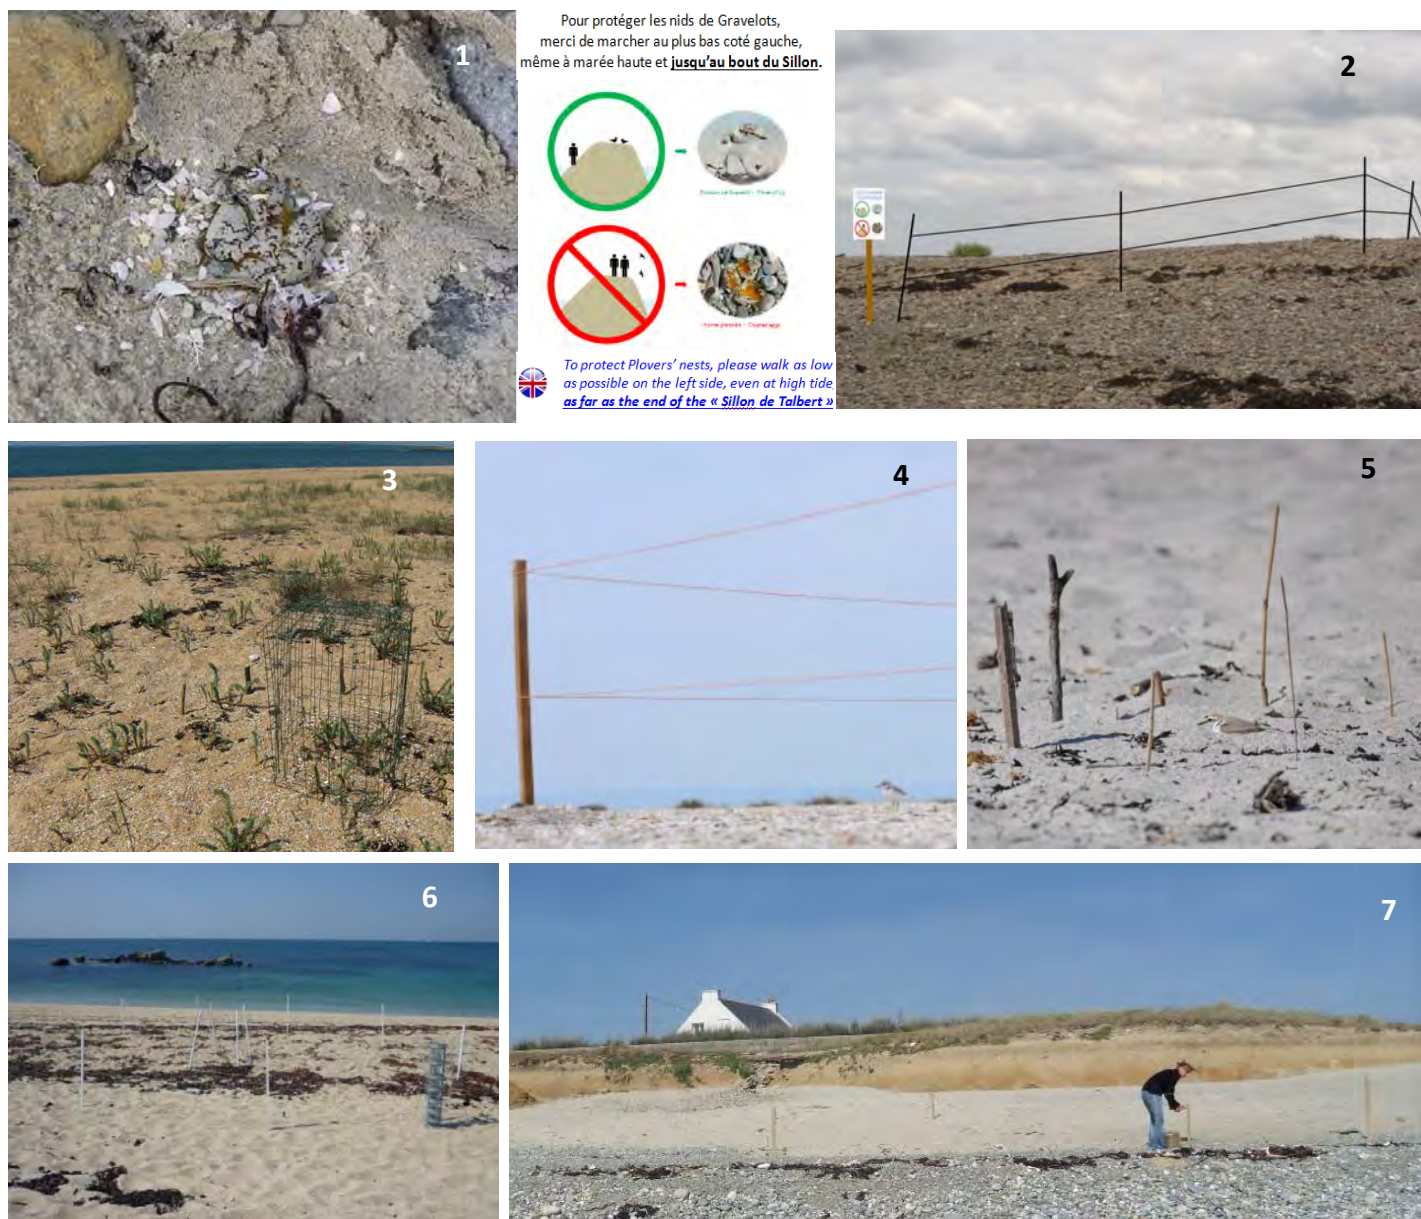 1
Pour protéger les nids de Gravelots,
merci de marcher au plus bas coté gauche,
même à marée haute et jusqu'au bout du Sillon.
To protect Plovers' nests, please walk as low
as possible on the left side, even at high tide
as far as the end of the « Sillon de Talbert »
2
3
4
5
6
7